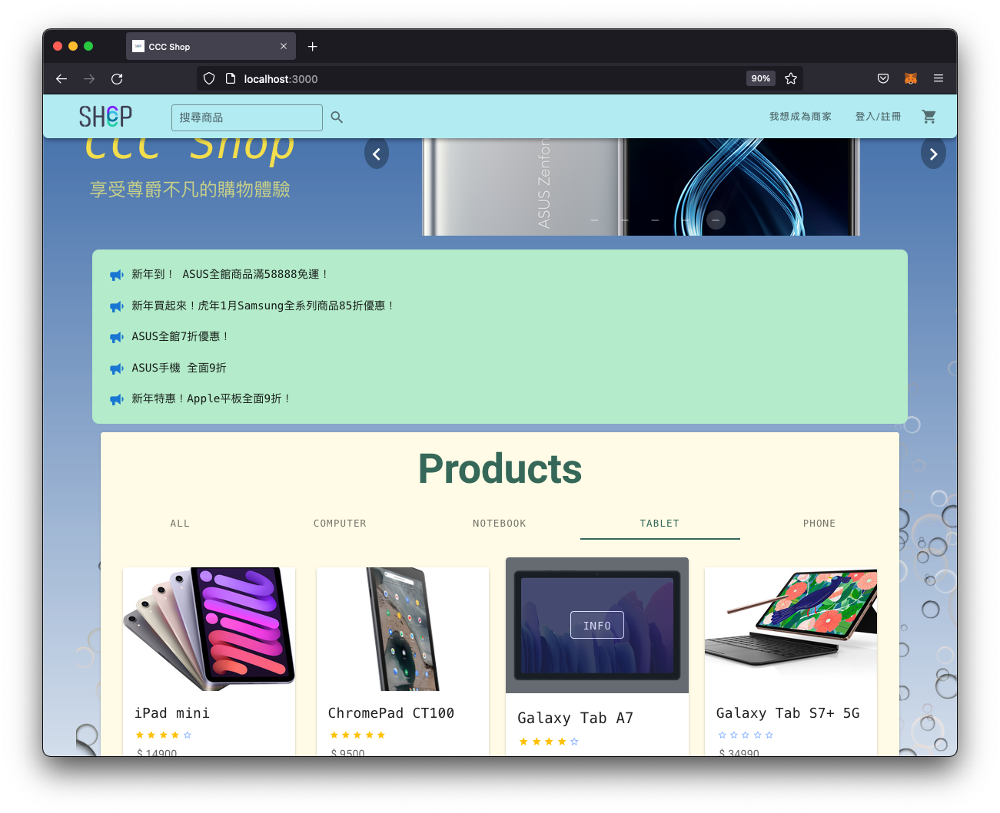 CCC Shop
localhost:3000
90%
SHCCP
搜尋商品
我想成為商家
登入/註冊
CCC Shop
享受尊爵不凡的購物體驗
ASUS Zenfon
新年到! ASUS全館商品滿58888免運!
新年買起來!虎年1月Samsung全系列商品85折優惠!
ASUS全館7折優惠!
ASUS手機 全面9折
新年特惠!Apple平板全面9折!
Products
ALL
COMPUTER
NOTEBOOK
TABLET
PHONE
INFO
iPad mini
ChromePad CT100
Galaxy Tab A7
Galaxy Tab S7+ 5G
$ 14900
$ 9500
$ 34990